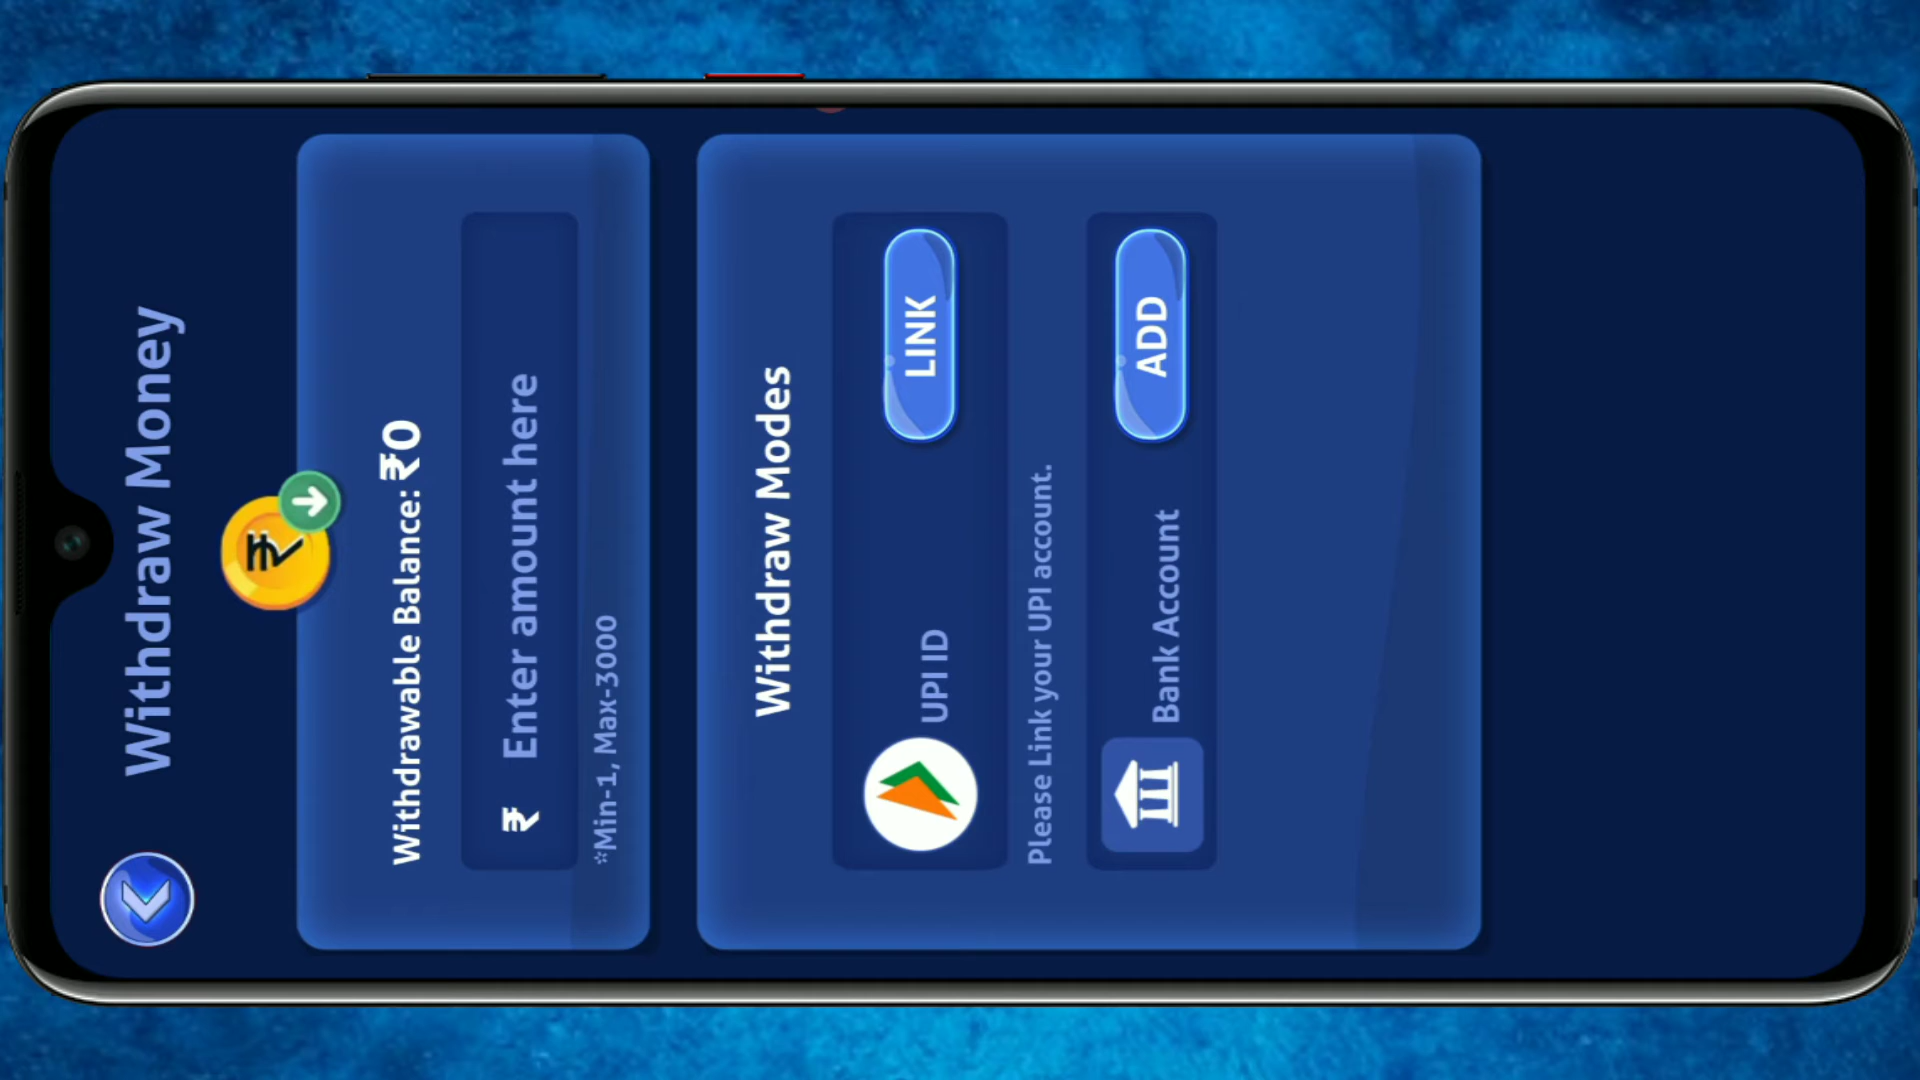 Withdraw Money
Withdrawable Balance: ₹0
₹ Enter amount here
*Min-1, Max-3000
Withdraw Modes
UPI ID LINK
Please Link your UPI account.
Bank Account ADD